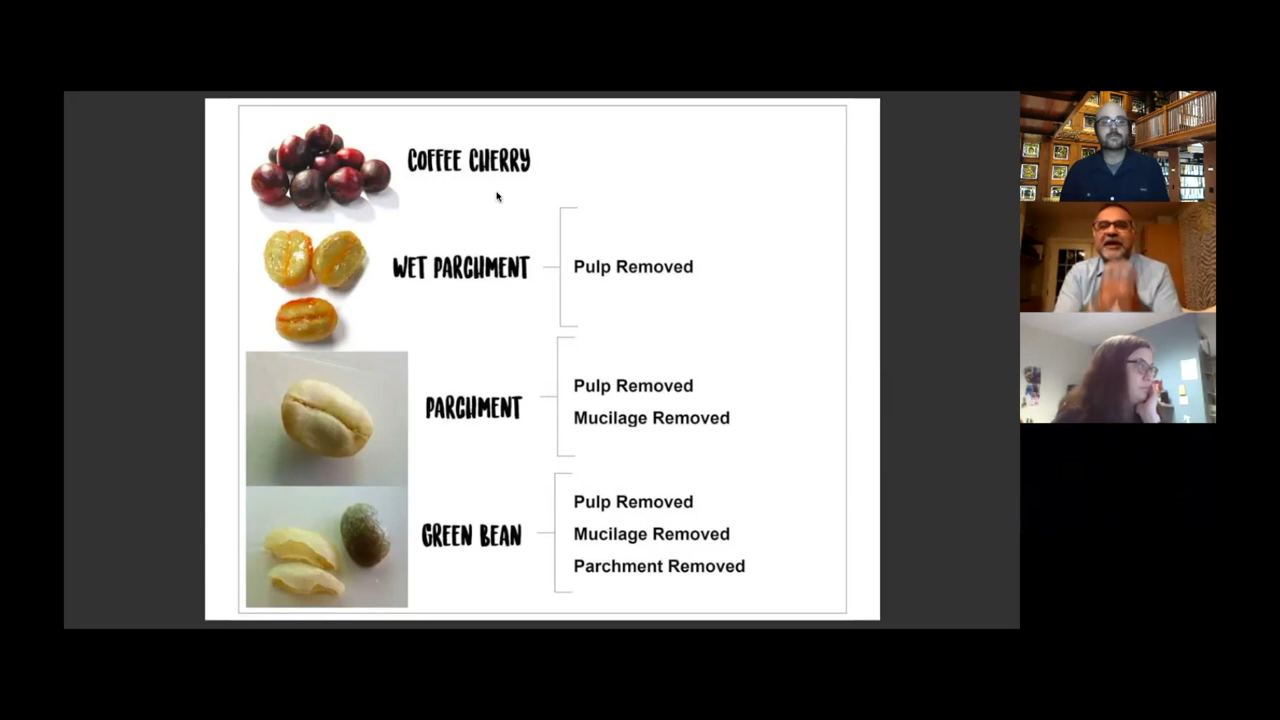 COFFEE CHERRY
WET PARCHMENT
Pulp Removed
PARCHMENT
Pulp Removed
Mucilage Removed
GREEN BEAN
Pulp Removed
Mucilage Removed
Parchment Removed